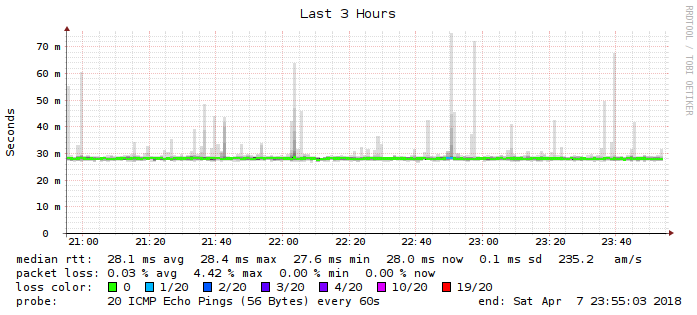 Last 3 Hours
RRDTOOL / TOBI OETIKER
Seconds
70 m
60 m
50 m
40 m
30 m
20 m
10 m
0
21:00 21:20 21:40 22:00 22:20 22:40 23:00 23:20 23:40
median rtt: 28.1 ms avg 28.4 ms max 27.6 ms min 28.0 ms now 0.1 ms sd 235.2 am/s
packet loss: 0.03 % avg 4.42 % max 0.00 % min 0.00 % now
loss color: 0 1/20 2/20 3/20 4/20 10/20 19/20
probe: 20 ICMP Echo Pings (56 Bytes) every 60s end: Sat Apr 7 23:55:03 2018